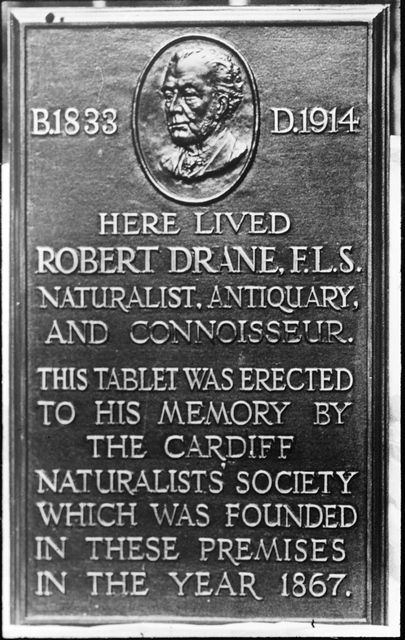 B.1833 D.1914
HERE LIVED
ROBERT DRANE, F.L.S.
NATURALIST, ANTIQUARY,
AND CONNOISSEUR.
THIS TABLET WAS ERECTED
TO HIS MEMORY BY
THE CARDIFF
NATURALISTS' SOCIETY
WHICH WAS FOUNDED
IN THESE PREMISES
IN THE YEAR 1867.